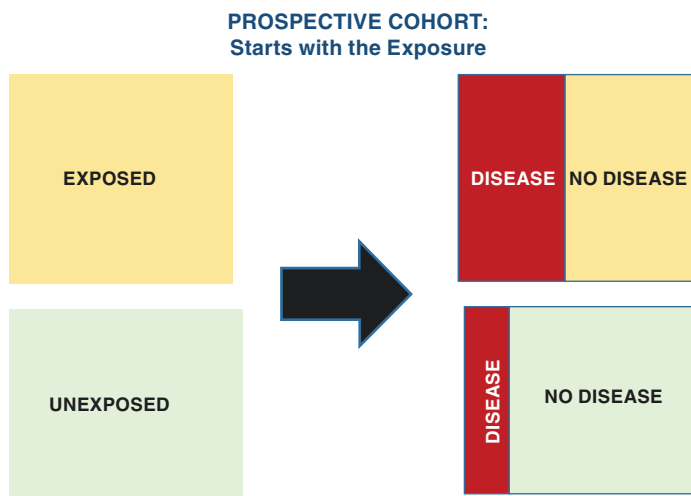 PROSPECTIVE COHORT:
Starts with the Exposure
EXPOSED
DISEASE
NO DISEASE
UNEXPOSED
DISEASE
NO DISEASE